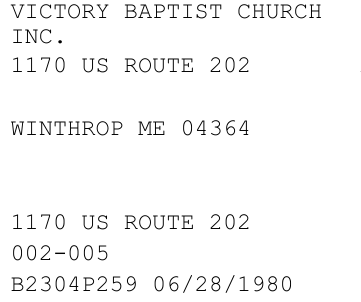 VICTORY BAPTIST CHURCH
INC.
1170 US ROUTE 202
WINTHROP ME 04364
1170 US ROUTE 202
002-005
B2304P259 06/28/1980